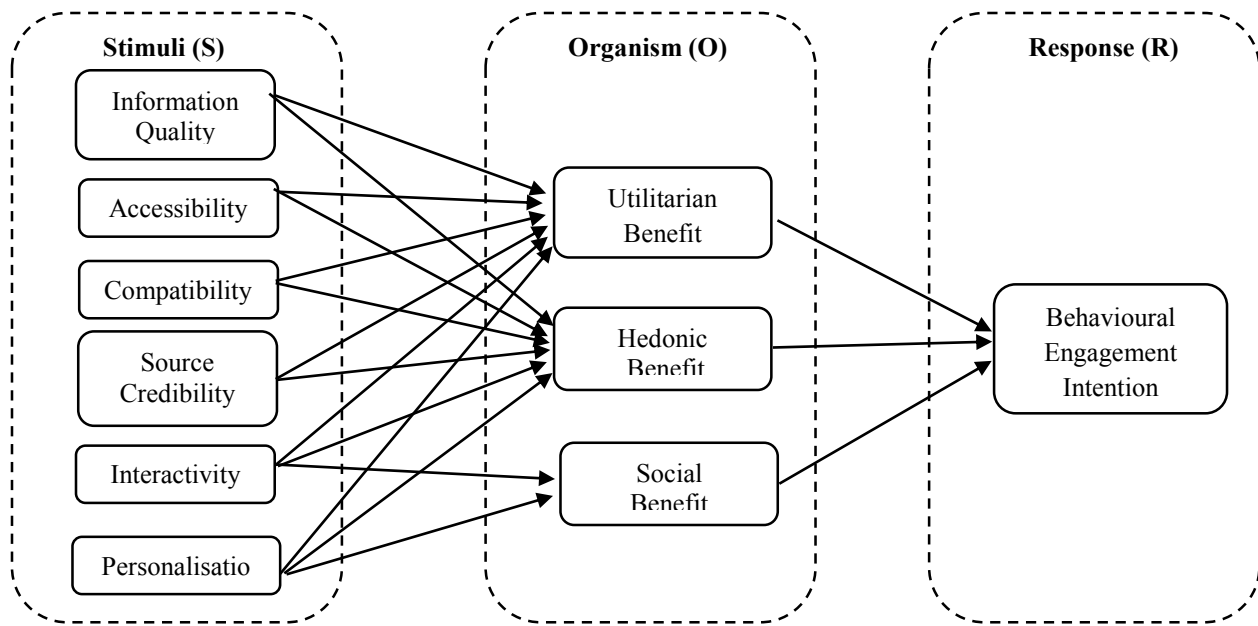 Stimuli (S)
Information
Quality
Accessibility
Compatibility
Source
Credibility
Interactivity
Personalisatio
Organism (O)
Utilitarian
Benefit
Hedonic
Benefit
Social
Benefit
Response (R)
Behavioural
Engagement
Intention